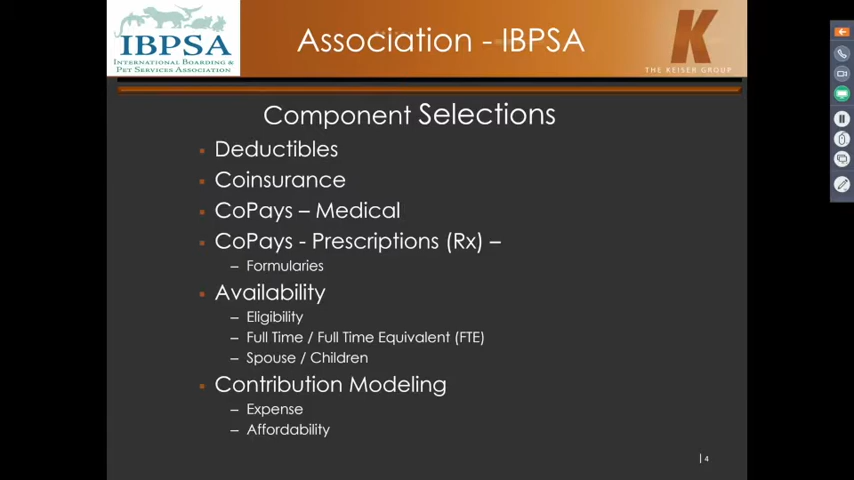 IBPSA
INTERNATIONAL BOARDING &
PET SERVICES ASSOCIATION
Association - IBPSA
THE KEISER GROUP
Component Selections
Deductibles
Coinsurance
CoPays – Medical
CoPays - Prescriptions (Rx) –
– Formularies
Availability
– Eligibility
– Full Time / Full Time Equivalent (FTE)
– Spouse / Children
Contribution Modeling
– Expense
– Affordability
| 4